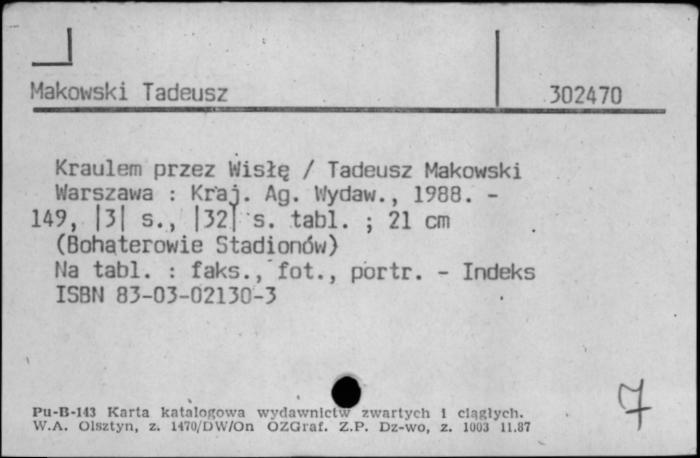 Makowski Tadeusz 302470
Kraulem przez Wisłę / Tadeusz Makowski
Warszawa : Kraj. Ag. Wydaw., 1988. -
149, |3| s., |32| s. tabl. ; 21 cm
(Bohaterowie Stadionów)
Na tabl. : faks., fot., portr. - Indeks
ISBN 83-03-02130-3
7
Pu-B-143 Karta katalogowa wydawnictw zwartych i ciągłych.
W.A. Olsztyn, z. 1470/DW/On OZGraf. Z.P. Dz-wo, z. 1003 11.87